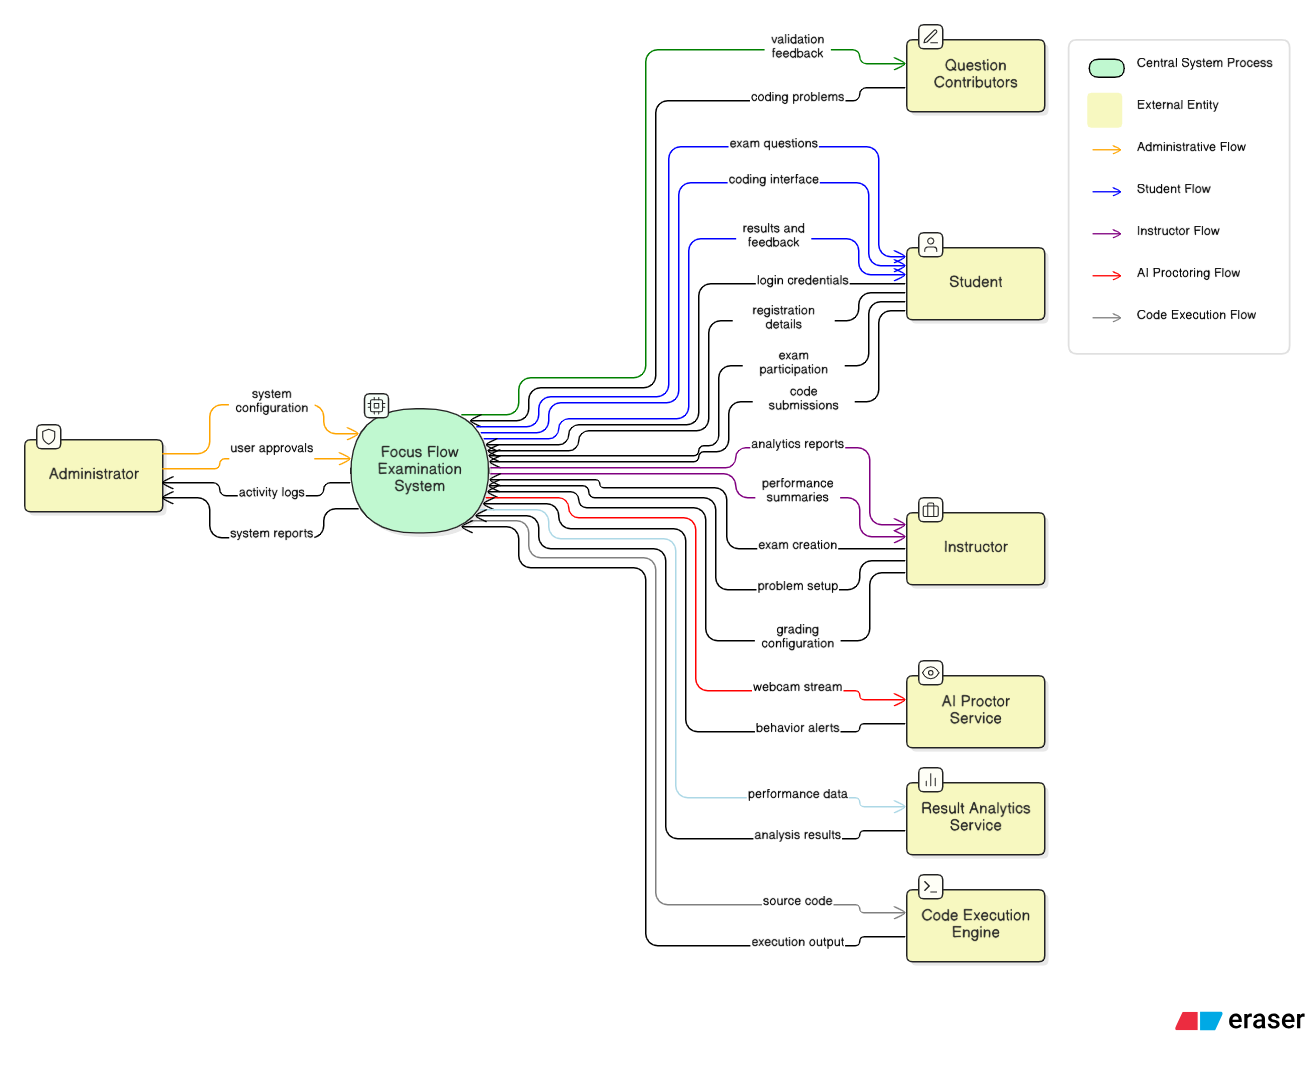 validation
feedback
Question
Contributors
coding problems
exam questions
coding interface
results and
feedback
Student
login credentials
registration
details
exam
participation
code
submissions
system
configuration
user approvals
Administrator
activity logs
system reports
Focus Flow
Examination
System
analytics reports
performance
summaries
Instructor
exam creation
problem setup
grading
configuration
webcam stream
AI Proctor
Service
behavior alerts
performance data
Result Analytics
Service
analysis results
source code
Code Execution
Engine
execution output
Central System Process
External Entity
Administrative Flow
Student Flow
Instructor Flow
AI Proctoring Flow
Code Execution Flow
eraser